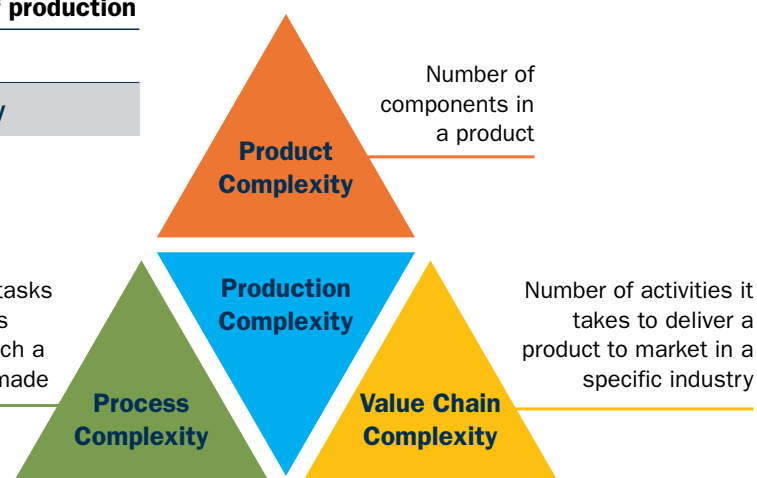 production
Number of
components in
a product
Product
Complexity
Production
Complexity
tasks
made
Number of activities it
takes to deliver a
product to market in a
specific industry
Process
Complexity
Value Chain
Complexity